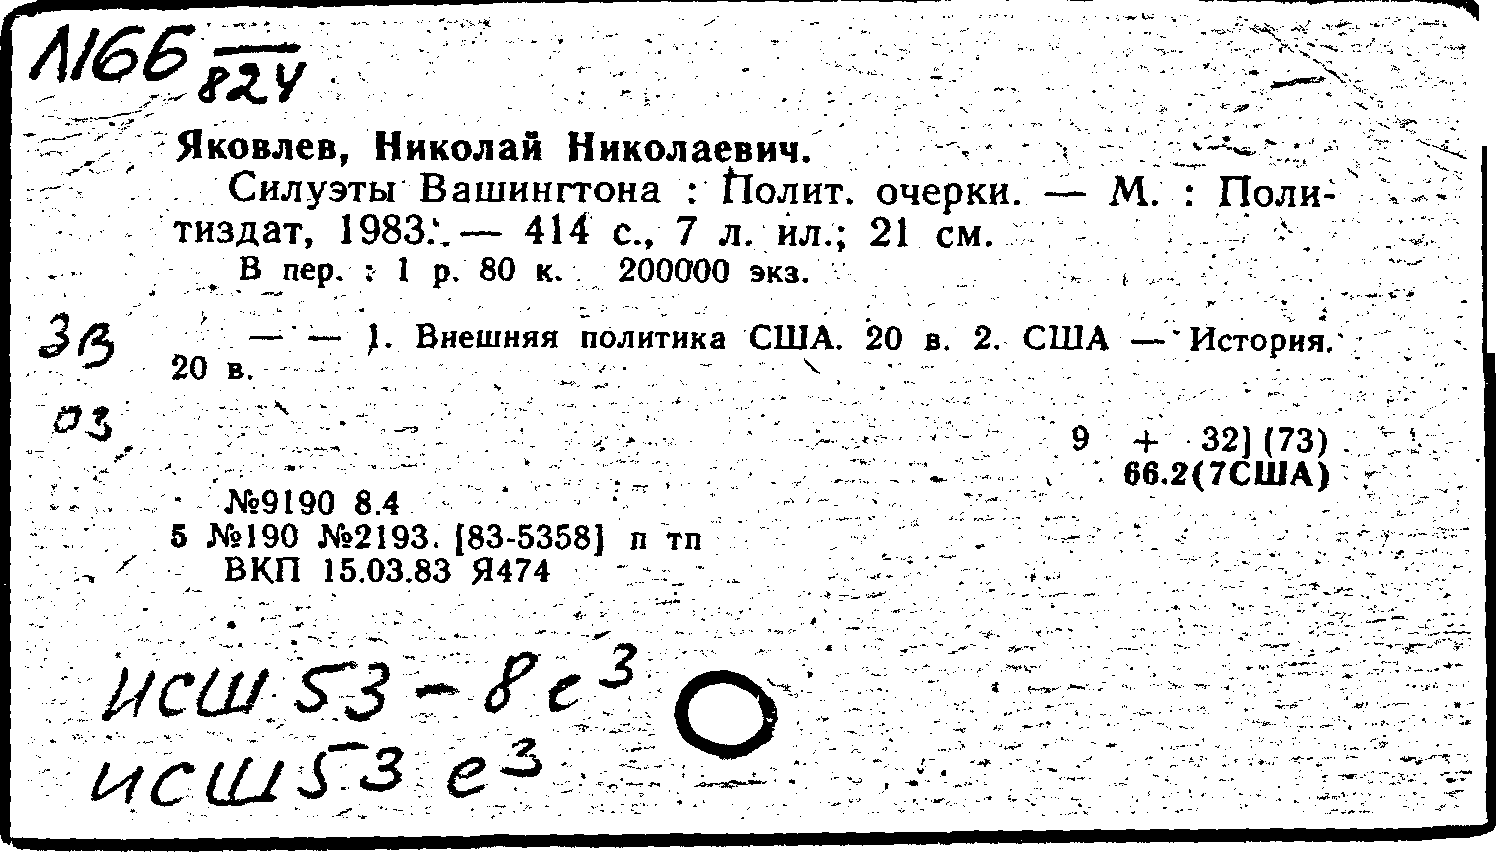 Л166
824
Яковлев, Николай Николаевич.
Силуэты Вашингтона : Полит. очерки. — М. : Поли-
тиздат, 1983. — 414 с., 7 л. ил.; 21 см.
В пер. : 1 р. 80 к. 200000 экз.
— — 1. Внешняя политика США. 20 в. 2. США — История.
20 в.
3в
03
9 + 32] (73)
66.2(7США)
№9190 8.4
5 №190 №2193. [83-5358] п тп
ВКП 15.03.83 Я474
ИСШ 53 - 8е3
ИСШ53 е3